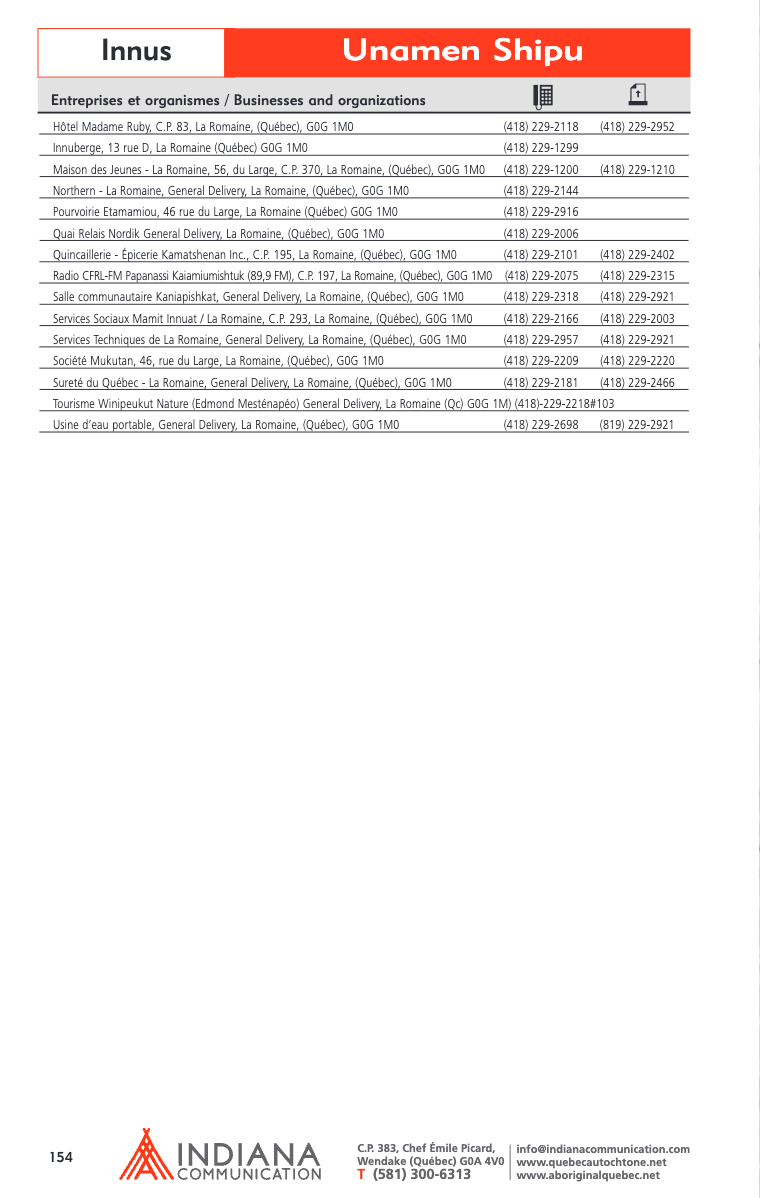 Innus Unamen Shipu
Entreprises et organismes / Businesses and organizations
Hôtel Madame Ruby, C.P. 83, La Romaine, (Québec), G0G 1M0 (418) 229-2118 (418) 229-2952
Innuberge, 13 rue D, La Romaine (Québec) G0G 1M0 (418) 229-1299
Maison des Jeunes - La Romaine, 56, du Large, C.P. 370, La Romaine, (Québec), G0G 1M0 (418) 229-1200 (418) 229-1210
Northern - La Romaine, General Delivery, La Romaine, (Québec), G0G 1M0 (418) 229-2144
Pourvoirie Etamamiou, 46 rue du Large, La Romaine (Québec) G0G 1M0 (418) 229-2916
Quai Relais Nordik General Delivery, La Romaine, (Québec), G0G 1M0 (418) 229-2006
Quincaillerie - Épicerie Kamatshenan Inc., C.P. 195, La Romaine, (Québec), G0G 1M0 (418) 229-2101 (418) 229-2402
Radio CFRL-FM Papanassi Kaiamiumishtuk (89,9 FM), C.P. 197, La Romaine, (Québec), G0G 1M0 (418) 229-2075 (418) 229-2315
Salle communautaire Kaniapishkat, General Delivery, La Romaine, (Québec), G0G 1M0 (418) 229-2318 (418) 229-2921
Services Sociaux Mamit Innuat / La Romaine, C.P. 293, La Romaine, (Québec), G0G 1M0 (418) 229-2166 (418) 229-2003
Services Techniques de La Romaine, General Delivery, La Romaine, (Québec), G0G 1M0 (418) 229-2957 (418) 229-2921
Société Mukutan, 46, rue du Large, La Romaine, (Québec), G0G 1M0 (418) 229-2209 (418) 229-2220
Sureté du Québec - La Romaine, General Delivery, La Romaine, (Québec), G0G 1M0 (418) 229-2181 (418) 229-2466
Tourisme Winipeukut Nature (Edmond Mesténapéo) General Delivery, La Romaine (Qc) G0G 1M) (418)-229-2218#103
Usine d’eau portable, General Delivery, La Romaine, (Québec), G0G 1M0 (418) 229-2698 (819) 229-2921
154
INDIANA
COMMUNICATION
C.P. 383, Chef Émile Picard,
Wendake (Québec) G0A 4V0
T (581) 300-6313
info@indianacommunication.com
www.quebecautochtone.net
www.aboriginalquebec.net